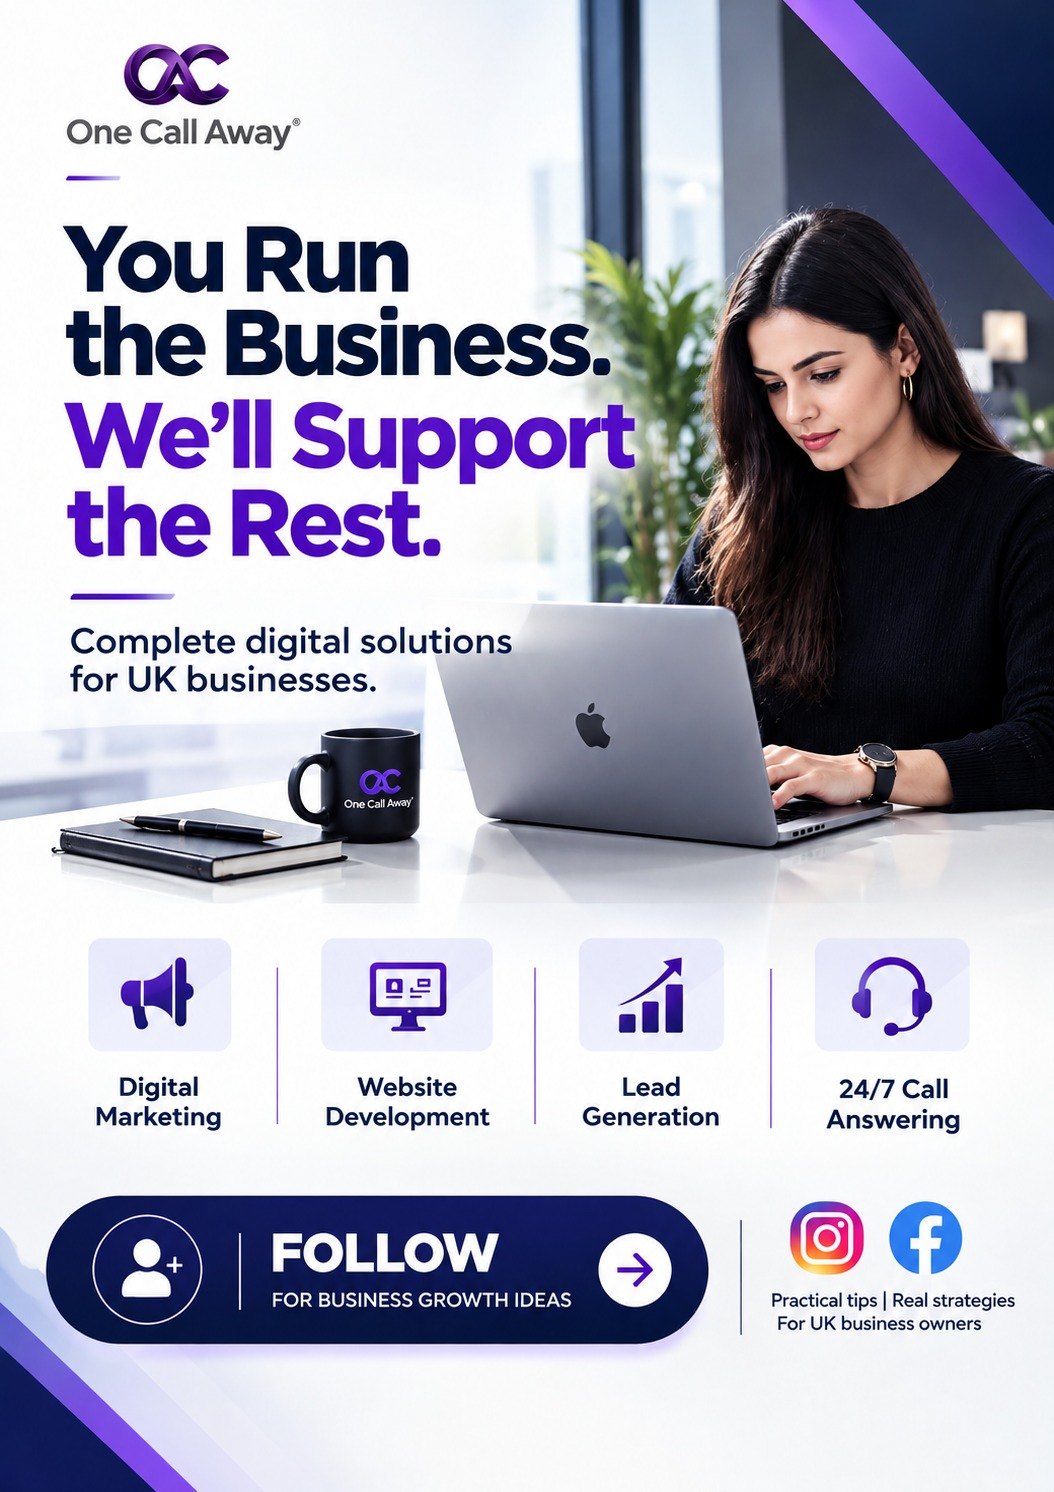 OAC
One Call Away®
You Run
the Business.
We'll Support
the Rest.
Complete digital solutions
for UK businesses.
OAC
One Call Away®
Digital
Marketing
Website
Development
Lead
Generation
24/7 Call
Answering
FOLLOW
FOR BUSINESS GROWTH IDEAS
Practical tips | Real strategies
For UK business owners